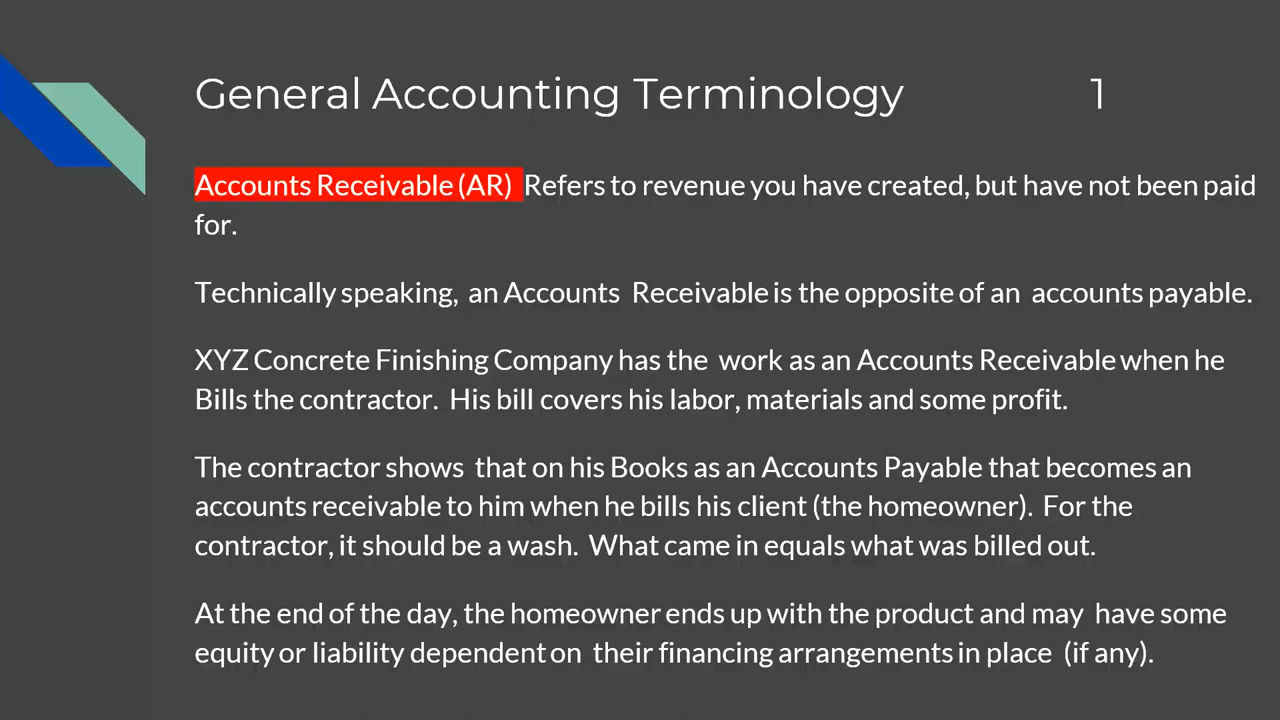 General Accounting Terminology 1
Accounts Receivable (AR) Refers to revenue you have created, but have not been paid
for.
Technically speaking, an Accounts Receivable is the opposite of an accounts payable.
XYZ Concrete Finishing Company has the work as an Accounts Receivable when he
Bills the contractor. His bill covers his labor, materials and some profit.
The contractor shows that on his Books as an Accounts Payable that becomes an
accounts receivable to him when he bills his client (the homeowner). For the
contractor, it should be a wash. What came in equals what was billed out.
At the end of the day, the homeowner ends up with the product and may have some
equity or liability dependent on their financing arrangements in place (if any).